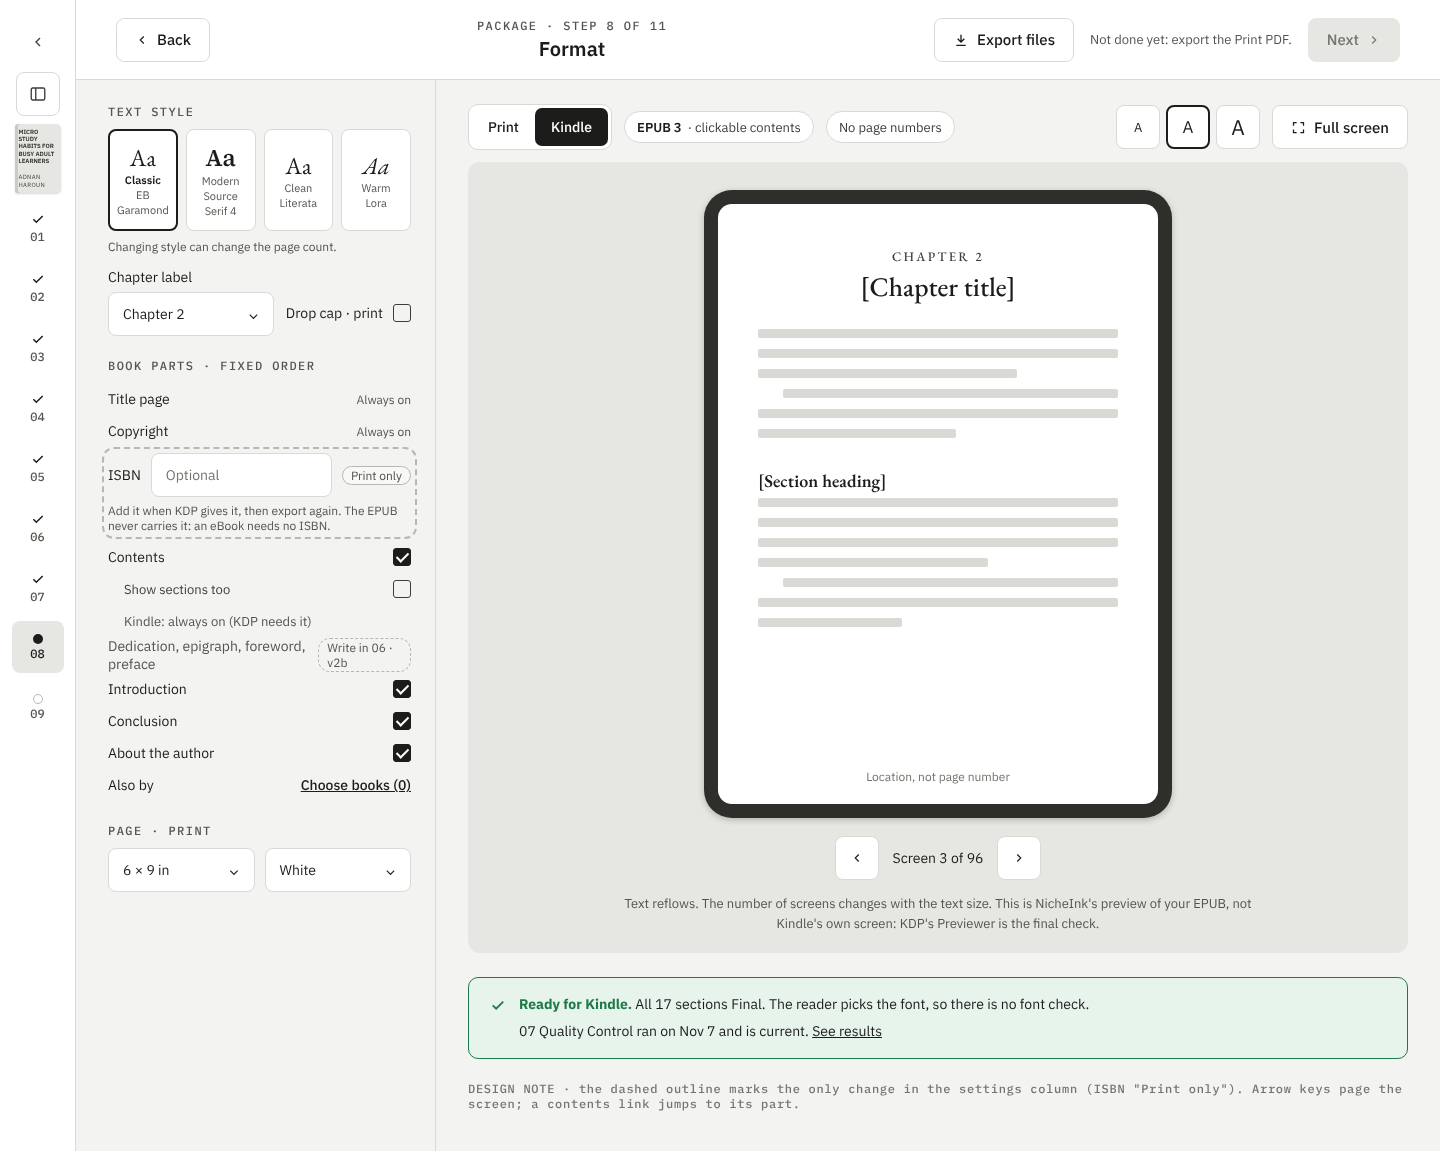 PACKAGE · STEP 8 OF 11
Back
Format
Export files
Not done yet: export the Print PDF.
Next
MICRO
STUDY
HABITS FOR
BUSY ADULT
LEARNERS
ADNAN
HAROUN
01
02
03
04
05
06
07
08
09
TEXT STYLE
Aa
Classic
EB
Garamond
Aa
Modern
Source
Serif 4
Aa
Clean
Literata
Aa
Warm
Lora
Changing style can change the page count.
Chapter label
Chapter 2
Drop cap · print
BOOK PARTS · FIXED ORDER
Title page
Always on
Copyright
Always on
ISBN
Optional
Print only
Add it when KDP gives it, then export again. The EPUB
never carries it: an eBook needs no ISBN.
Contents
Show sections too
Kindle: always on (KDP needs it)
Dedication, epigraph, foreword,
preface
Write in 06 ·
v2b
Introduction
Conclusion
About the author
Also by
Choose books (0)
PAGE · PRINT
6 × 9 in
White
Print
Kindle
EPUB 3 · clickable contents
No page numbers
A
A
A
Full screen
CHAPTER 2
[Chapter title]
[Section heading]
Location, not page number
Screen 3 of 96
Text reflows. The number of screens changes with the text size. This is NicheInk's preview of your EPUB, not
Kindle's own screen: KDP's Previewer is the final check.
Ready for Kindle. All 17 sections Final. The reader picks the font, so there is no font check.
07 Quality Control ran on Nov 7 and is current. See results
DESIGN NOTE · the dashed outline marks the only change in the settings column (ISBN "Print only"). Arrow keys page the
screen; a contents link jumps to its part.